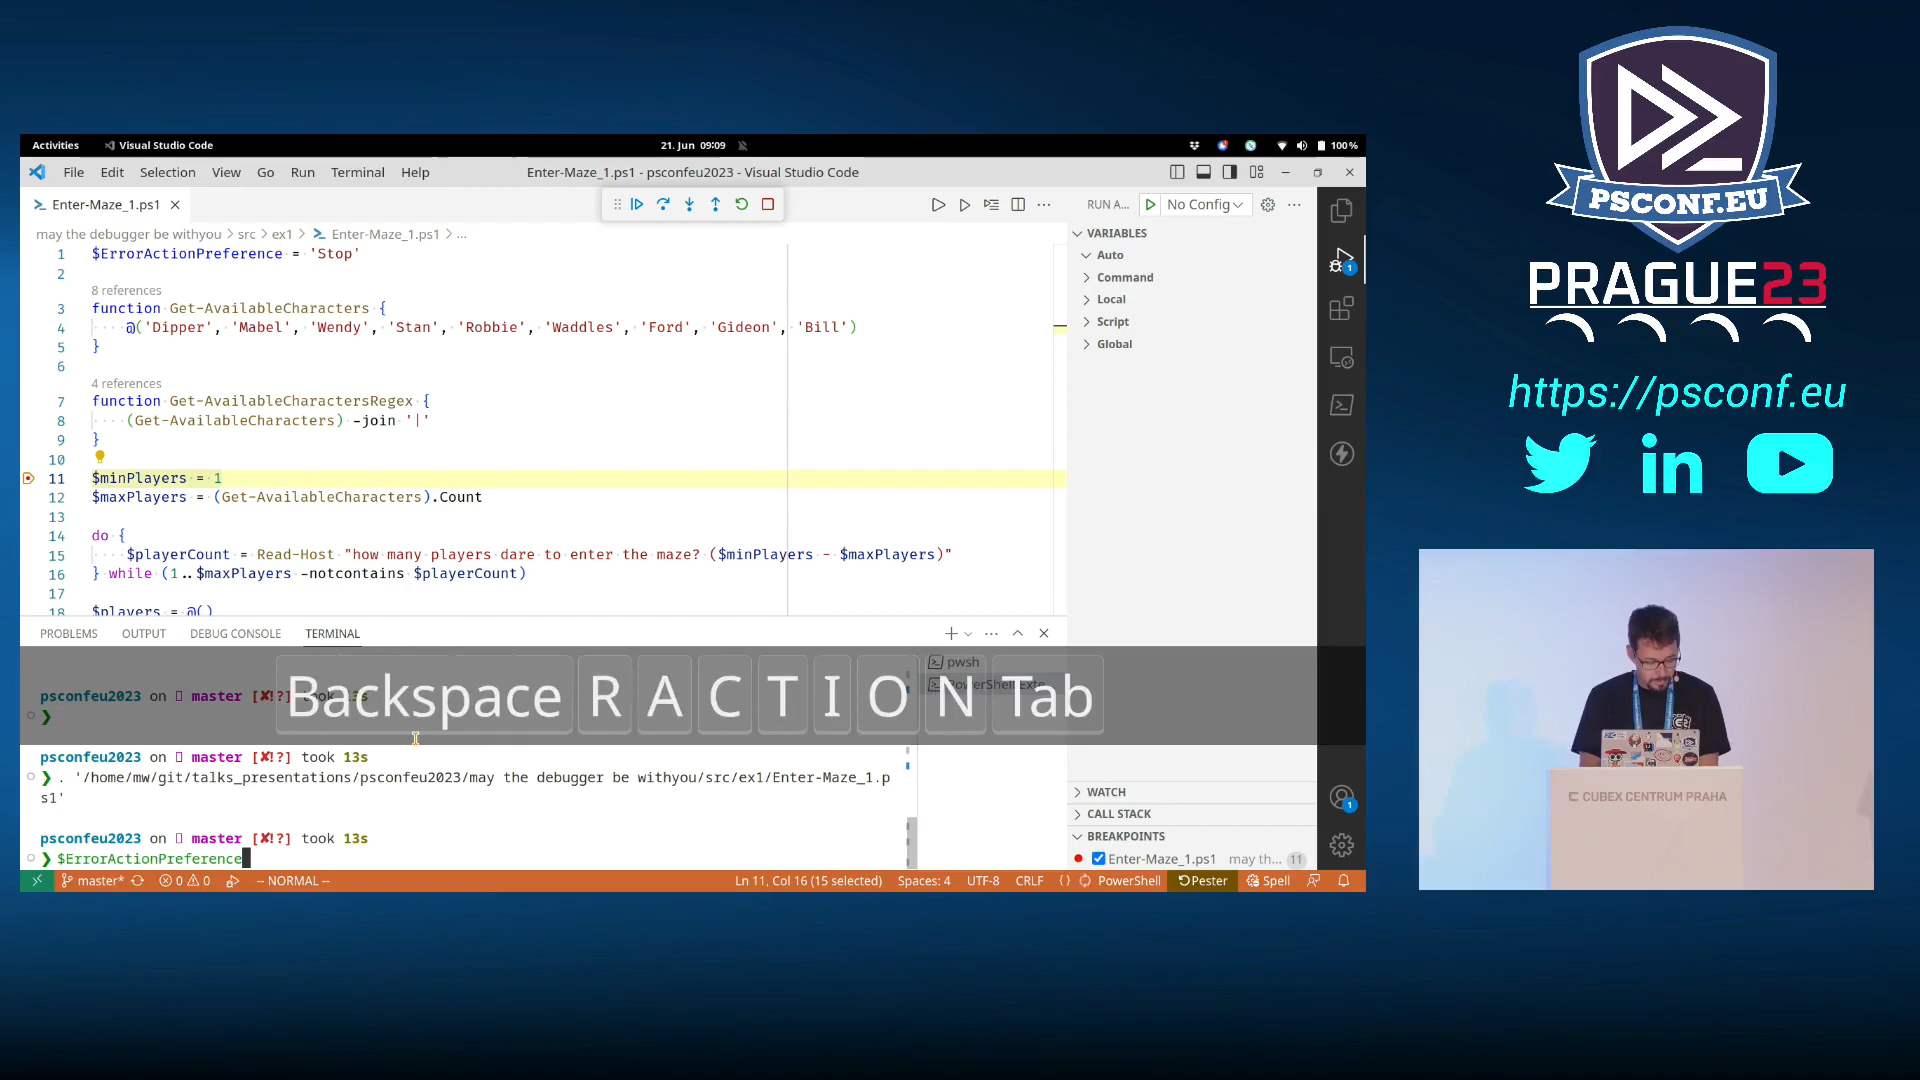 Activities
Visual Studio Code
21. Jun 09:09
100%
File Edit Selection View Go Run Terminal Help
Enter-Maze_1.ps1 - psconfeu2023 - Visual Studio Code
Enter-Maze_1.ps1
RUN A...
No Config
may the debugger be withyou > src > ex1 > Enter-Maze_1.ps1 > ...
1 $ErrorActionPreference = 'Stop'
2
8 references
3 function Get-AvailableCharacters {
4 @('Dipper', 'Mabel', 'Wendy', 'Stan', 'Robbie', 'Waddles', 'Ford', 'Gideon', 'Bill')
5 }
6
4 references
7 function Get-AvailableCharactersRegex {
8 (Get-AvailableCharacters) -join '|'
9 }
10
11 $minPlayers = 1
12 $maxPlayers = (Get-AvailableCharacters).Count
13
14 do {
15 $playerCount = Read-Host "how many players dare to enter the maze? ($minPlayers - $maxPlayers)"
16 } while (1..$maxPlayers -notcontains $playerCount)
17
18 $players = @()
VARIABLES
Auto
Command
Local
Script
Global
PROBLEMS OUTPUT DEBUG CONSOLE TERMINAL
pwsh
PowerShell Exte...
psconfeu2023 on master [✘!?] took 13s
❯
Backspace R A C T I O N Tab
psconfeu2023 on master [✘!?] took 13s
❯ . '/home/mw/git/talks_presentations/psconfeu2023/may the debugger be withyou/src/ex1/Enter-Maze_1.p
s1'
psconfeu2023 on master [✘!?] took 13s
❯ $ErrorActionPreference
WATCH
CALL STACK
BREAKPOINTS
Enter-Maze_1.ps1 may th... 11
1
1
master* 0 0 -- NORMAL --
Ln 11, Col 16 (15 selected) Spaces: 4 UTF-8 CRLF {} PowerShell Pester Spell
PSCONF.EU
PRAGUE23
https://psconf.eu
CUBEX CENTRUM PRAHA